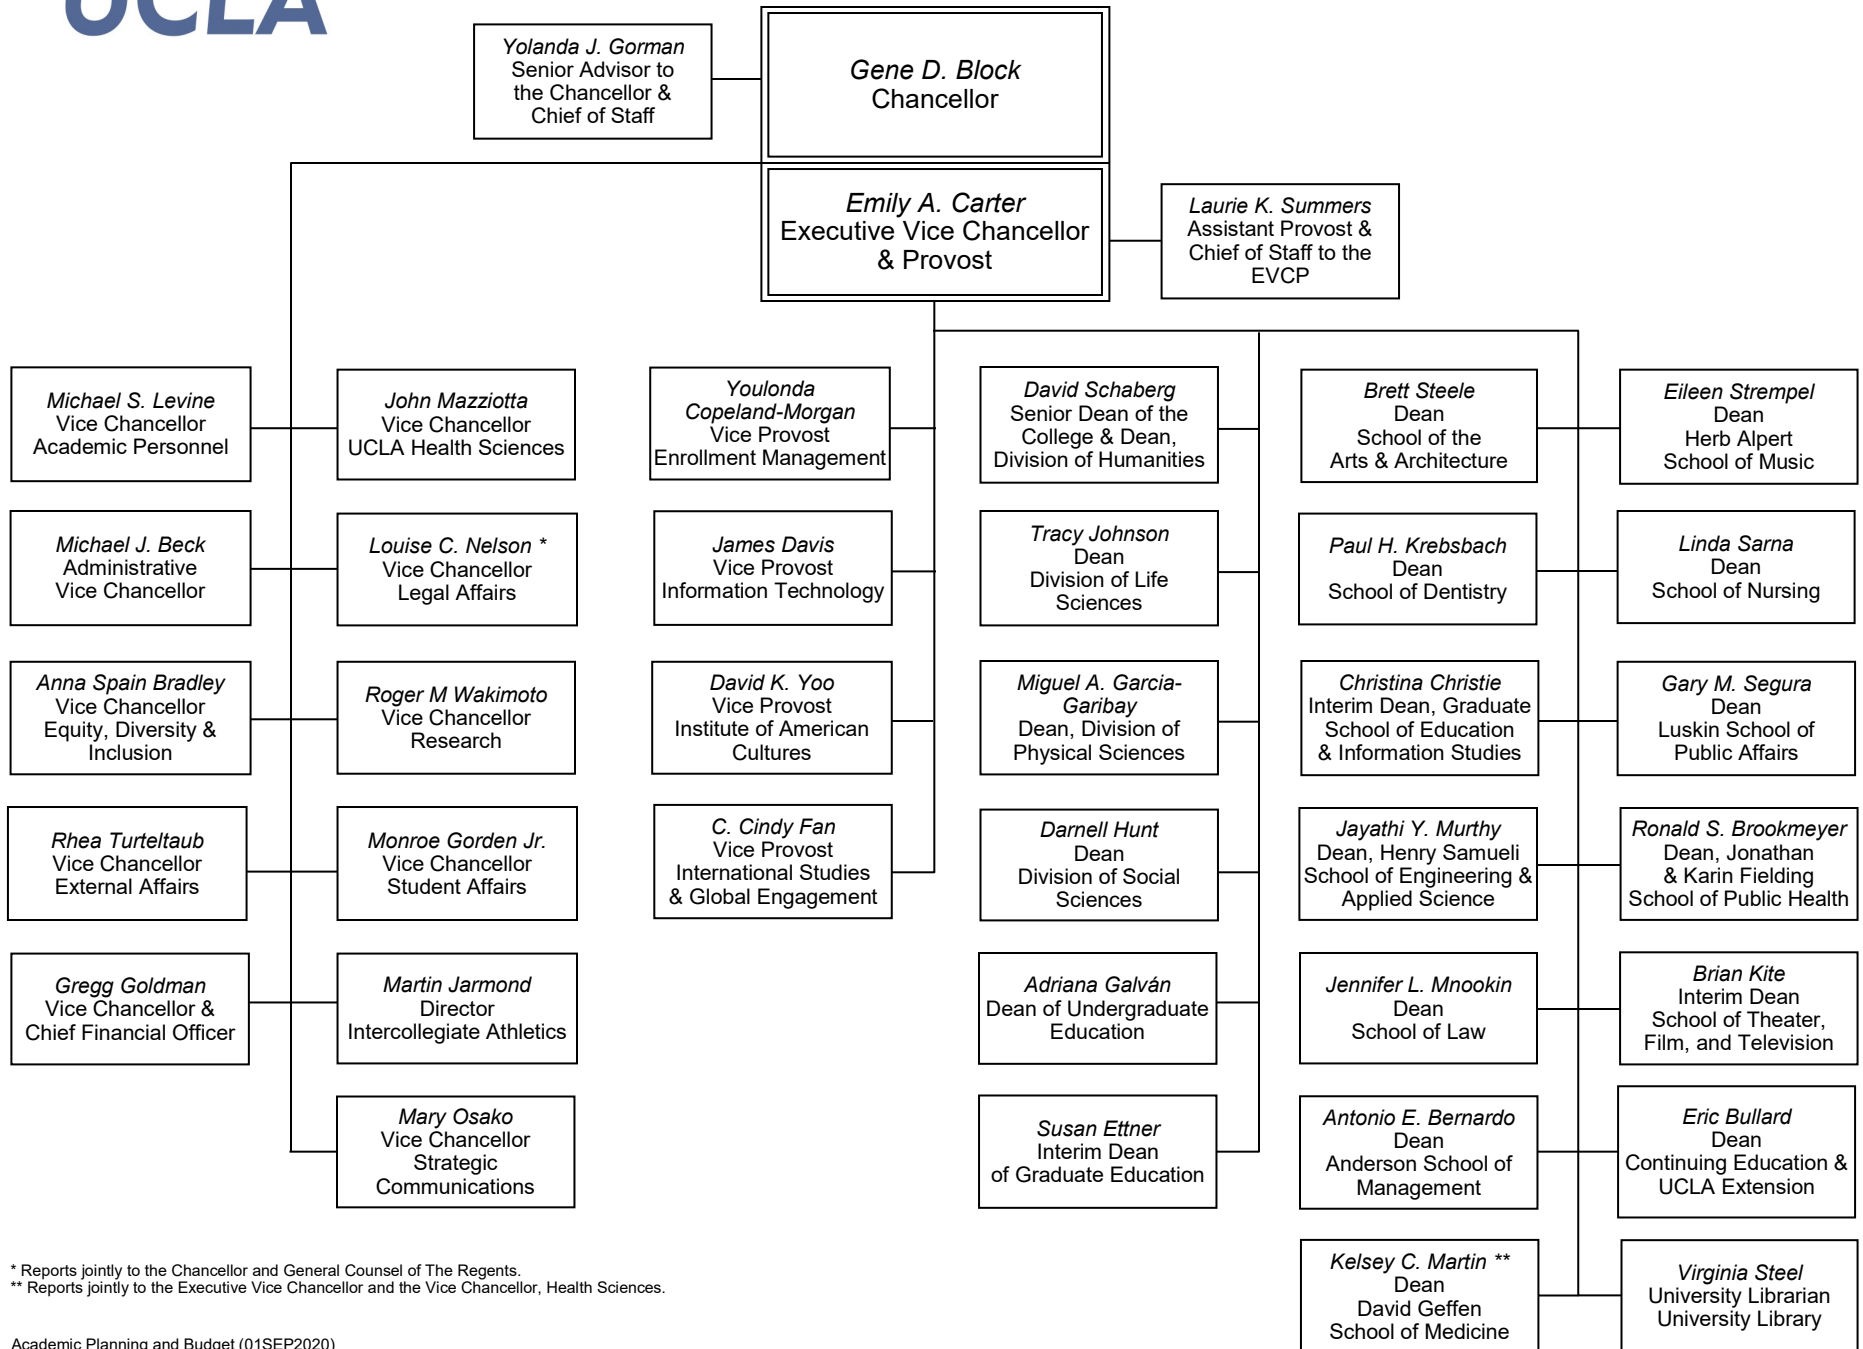 UCLA
Yolanda J. Gorman
Senior Advisor to
the Chancellor &
Chief of Staff
Gene D. Block
Chancellor
Emily A. Carter
Executive Vice Chancellor
& Provost
Laurie K. Summers
Assistant Provost &
Chief of Staff to the
EVCP
Michael S. Levine
Vice Chancellor
Academic Personnel
John Mazziotta
Vice Chancellor
UCLA Health Sciences
Youlonda
Copeland-Morgan
Vice Provost
Enrollment Management
David Schaberg
Senior Dean of the
College & Dean,
Division of Humanities
Brett Steele
Dean
School of the
Arts & Architecture
Eileen Strempel
Dean
Herb Alpert
School of Music
Michael J. Beck
Administrative
Vice Chancellor
Louise C. Nelson *
Vice Chancellor
Legal Affairs
James Davis
Vice Provost
Information Technology
Tracy Johnson
Dean
Division of Life
Sciences
Paul H. Krebsbach
Dean
School of Dentistry
Linda Sarna
Dean
School of Nursing
Anna Spain Bradley
Vice Chancellor
Equity, Diversity &
Inclusion
Roger M Wakimoto
Vice Chancellor
Research
David K. Yoo
Vice Provost
Institute of American
Cultures
Miguel A. Garcia-
Garibay
Dean, Division of
Physical Sciences
Christina Christie
Interim Dean, Graduate
School of Education
& Information Studies
Gary M. Segura
Dean
Luskin School of
Public Affairs
Rhea Turteltaub
Vice Chancellor
External Affairs
Monroe Gorden Jr.
Vice Chancellor
Student Affairs
C. Cindy Fan
Vice Provost
International Studies
& Global Engagement
Darnell Hunt
Dean
Division of Social
Sciences
Jayathi Y. Murthy
Dean, Henry Samueli
School of Engineering &
Applied Science
Ronald S. Brookmeyer
Dean, Jonathan
& Karin Fielding
School of Public Health
Gregg Goldman
Vice Chancellor &
Chief Financial Officer
Martin Jarmond
Director
Intercollegiate Athletics
Adriana Galván
Dean of Undergraduate
Education
Jennifer L. Mnookin
Dean
School of Law
Brian Kite
Interim Dean
School of Theater,
Film, and Television
Mary Osako
Vice Chancellor
Strategic
Communications
Susan Ettner
Interim Dean
of Graduate Education
Antonio E. Bernardo
Dean
Anderson School of
Management
Eric Bullard
Dean
Continuing Education &
UCLA Extension
Kelsey C. Martin **
Dean
David Geffen
School of Medicine
Virginia Steel
University Librarian
University Library
* Reports jointly to the Chancellor and General Counsel of The Regents.
** Reports jointly to the Executive Vice Chancellor and the Vice Chancellor, Health Sciences.
Academic Planning and Budget (01SEP2020)